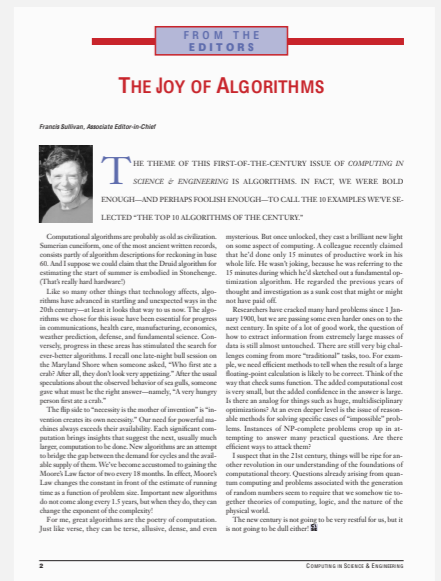 FROM THE
EDITORS
THE JOY OF ALGORITHMS
Francis Sullivan, Associate Editor-in-Chief
THE THEME OF THIS FIRST-OF-THE-CENTURY ISSUE OF COMPUTING IN
SCIENCE & ENGINEERING IS ALGORITHMS. IN FACT, WE WERE BOLD
ENOUGH—AND PERHAPS FOOLISH ENOUGH—TO CALL THE 10 EXAMPLES WE'VE SE-
LECTED "THE TOP 10 ALGORITHMS OF THE CENTURY."
Computational algorithms are probably as old as civilization.
Sumerian cuneiform, one of the most ancient written records,
consists partly of algorithm descriptions for reckoning in base
60. And I suppose we could claim that the Druid algorithm for
estimating the start of summer is embodied in Stonehenge.
(That's really hard hardware!)
Like so many other things that technology affects, algo-
rithms have advanced in startling and unexpected ways in the
20th century—at least it looks that way to us now. The algo-
rithms we chose for this issue have been essential for progress
in communications, health care, manufacturing, economics,
weather prediction, defense, and fundamental science. Con-
versely, progress in these areas has stimulated the search for
ever-better algorithms. I recall one late-night bull session on
the Maryland Shore when someone asked, "Who first ate a
crab? After all, they don't look very appetizing." After the usual
speculations about the observed behavior of sea gulls, someone
gave what must be the right answer—namely, "A very hungry
person first ate a crab."
The flip side to "necessity is the mother of invention" is "in-
vention creates its own necessity." Our need for powerful ma-
chines always exceeds their availability. Each significant com-
putation brings insights that suggest the next, usually much
larger, computation to be done. New algorithms are an attempt
to bridge the gap between the demand for cycles and the avail-
able supply of them. We've become accustomed to gaining the
Moore's Law factor of two every 18 months. In effect, Moore's
Law changes the constant in front of the estimate of running
time as a function of problem size. Important new algorithms
do not come along every 1.5 years, but when they do, they can
change the exponent of the complexity!
For me, great algorithms are the poetry of computation.
Just like verse, they can be terse, allusive, dense, and even
mysterious. But once unlocked, they cast a brilliant new light
on some aspect of computing. A colleague recently claimed
that he'd done only 15 minutes of productive work in his
whole life. He wasn't joking, because he was referring to the
15 minutes during which he'd sketched out a fundamental op-
timization algorithm. He regarded the previous years of
thought and investigation as a sunk cost that might or might
not have paid off.
Researchers have cracked many hard problems since 1 Jan-
uary 1900, but we are passing some even harder ones on to the
next century. In spite of a lot of good work, the question of
how to extract information from extremely large masses of
data is still almost untouched. There are still very big chal-
lenges coming from more "traditional" tasks, too. For exam-
ple, we need efficient methods to tell when the result of a large
floating-point calculation is likely to be correct. Think of the
way that check sums function. The added computational cost
is very small, but the added confidence in the answer is large.
Is there an analog for things such as huge, multidisciplinary
optimizations? At an even deeper level is the issue of reason-
able methods for solving specific cases of "impossible" prob-
lems. Instances of NP-complete problems crop up in at-
tempting to answer many practical questions. Are there
efficient ways to attack them?
I suspect that in the 21st century, things will be ripe for an-
other revolution in our understanding of the foundations of
computational theory. Questions already arising from quan-
tum computing and problems associated with the generation
of random numbers seem to require that we somehow tie to-
gether theories of computing, logic, and the nature of the
physical world.
The new century is not going to be very restful for us, but it
is not going to be dull either!
2
COMPUTING IN SCIENCE & ENGINEERING